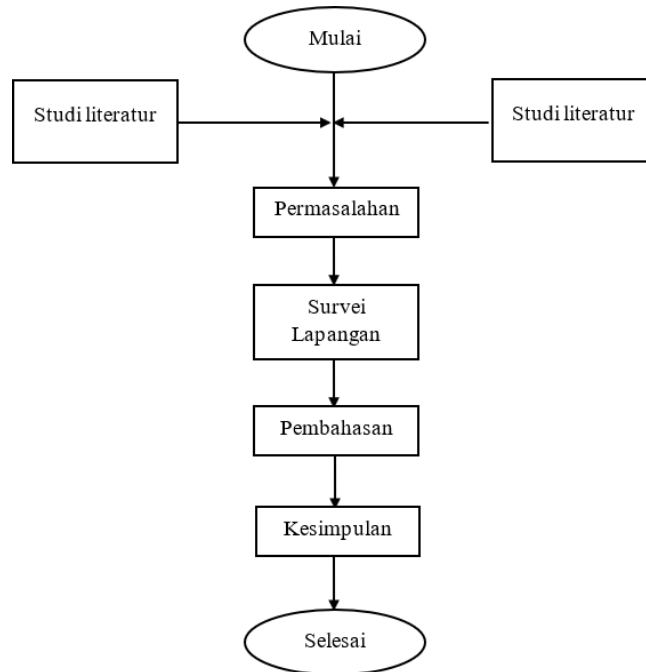 Mulai
Studi literatur
Studi literatur
Permasalahan
Survei
Lapangan
Pembahasan
Kesimpulan
Selesai